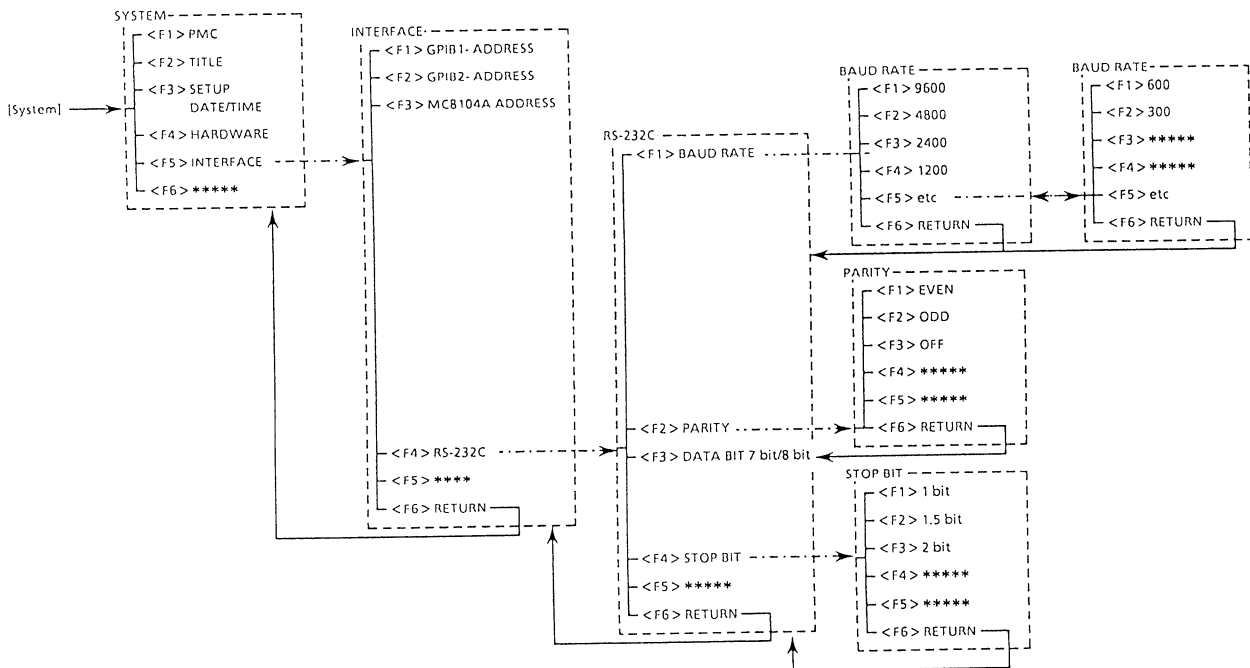 [System]
SYSTEM
<F1> PMC
<F2> TITLE
<F3> SETUP
DATE/TIME
<F4> HARDWARE
<F5> INTERFACE
<F6> *****
INTERFACE
<F1> GPIB1- ADDRESS
<F2> GPIB2- ADDRESS
<F3> MC8104A ADDRESS
<F4> RS-232C
<F5> ****
<F6> RETURN
RS-232C
<F1> BAUD RATE
<F2> PARITY
<F3> DATA BIT 7 bit/8 bit
<F4> STOP BIT
<F5> *****
<F6> RETURN
BAUD RATE
<F1> 9600
<F2> 4800
<F3> 2400
<F4> 1200
<F5> etc
<F6> RETURN
BAUD RATE
<F1> 600
<F2> 300
<F3> *****
<F4> *****
<F5> etc
<F6> RETURN
PARITY
<F1> EVEN
<F2> ODD
<F3> OFF
<F4> *****
<F5> *****
<F6> RETURN
STOP BIT
<F1> 1 bit
<F2> 1.5 bit
<F3> 2 bit
<F4> *****
<F5> *****
<F6> RETURN